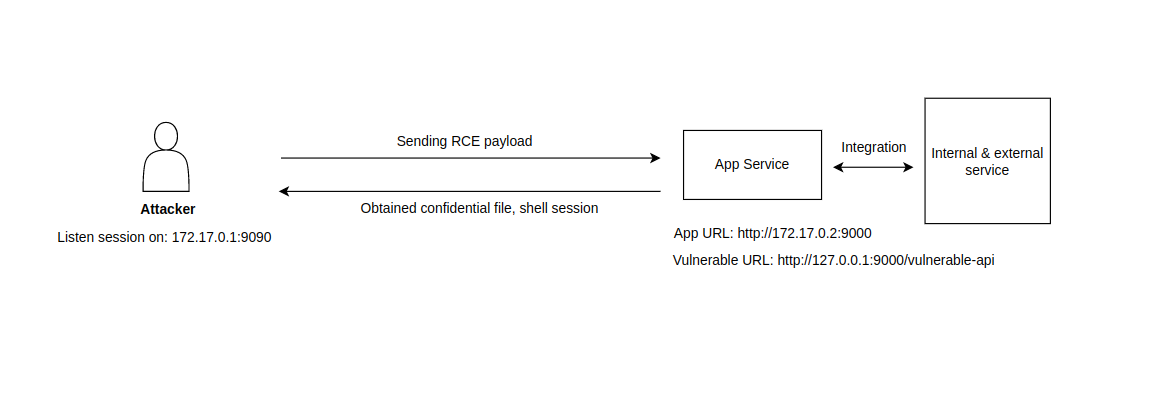 Sending RCE payload
App Service
Integration
Internal & external
service
Attacker
Obtained confidential file, shell session
Listen session on: 172.17.0.1:9090
App URL: http://172.17.0.2:9000
Vulnerable URL: http://127.0.0.1:9000/vulnerable-api